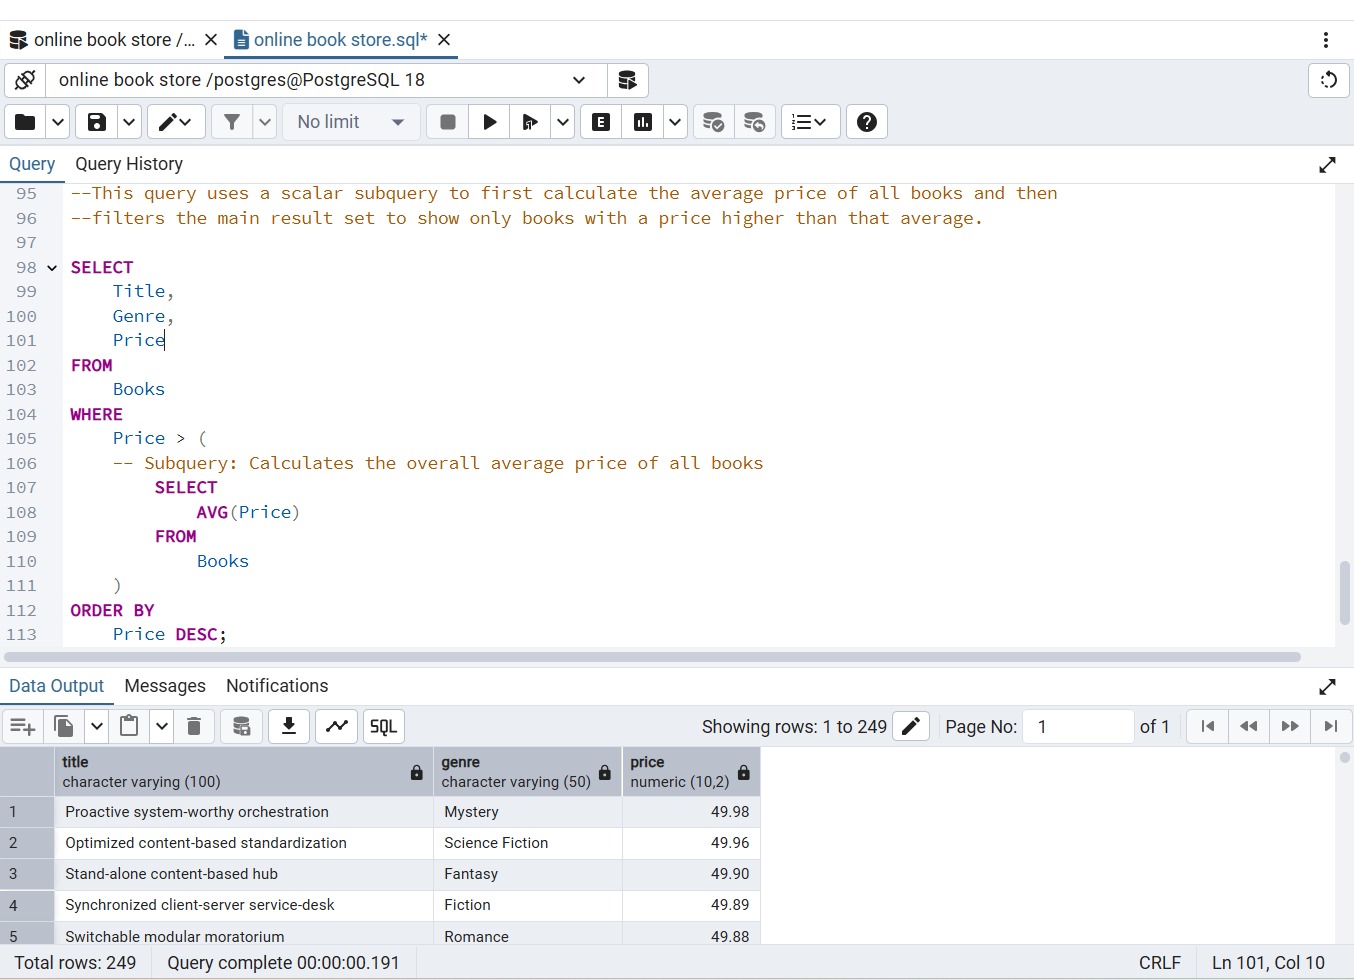 online book store /... online book store.sql*
online book store /postgres@PostgreSQL 18
No limit E
Query Query History
95 --This query uses a scalar subquery to first calculate the average price of all books and then
96 --filters the main result set to show only books with a price higher than that average.
97
98 SELECT
99 Title,
100 Genre,
101 Price
102 FROM
103 Books
104 WHERE
105 Price > (
106 -- Subquery: Calculates the overall average price of all books
107 SELECT
108 AVG(Price)
109 FROM
110 Books
111 )
112 ORDER BY
113 Price DESC;
Data Output Messages Notifications
SQL Showing rows: 1 to 249 Page No: 1 of 1
title genre price
character varying (100) character varying (50) numeric (10,2)
1 Proactive system-worthy orchestration Mystery 49.98
2 Optimized content-based standardization Science Fiction 49.96
3 Stand-alone content-based hub Fantasy 49.90
4 Synchronized client-server service-desk Fiction 49.89
5 Switchable modular moratorium Romance 49.88
Total rows: 249 Query complete 00:00:00.191 CRLF Ln 101, Col 10